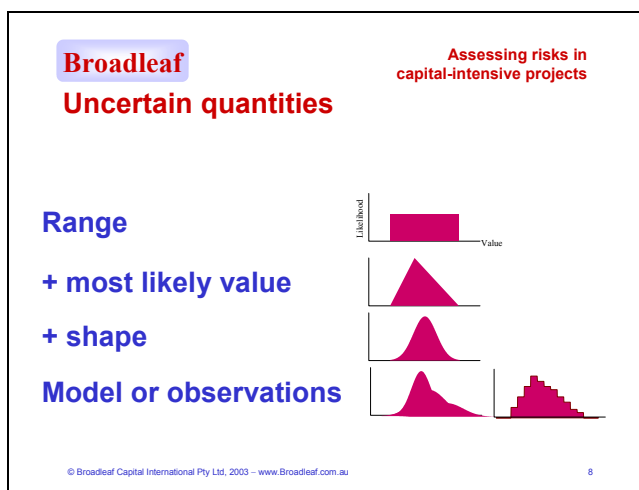 Broadleaf
Assessing risks in
capital-intensive projects
Uncertain quantities
Range
Likelihood
Value
+ most likely value
+ shape
Model or observations
© Broadleaf Capital International Pty Ltd, 2003 – www.Broadleaf.com.au
8